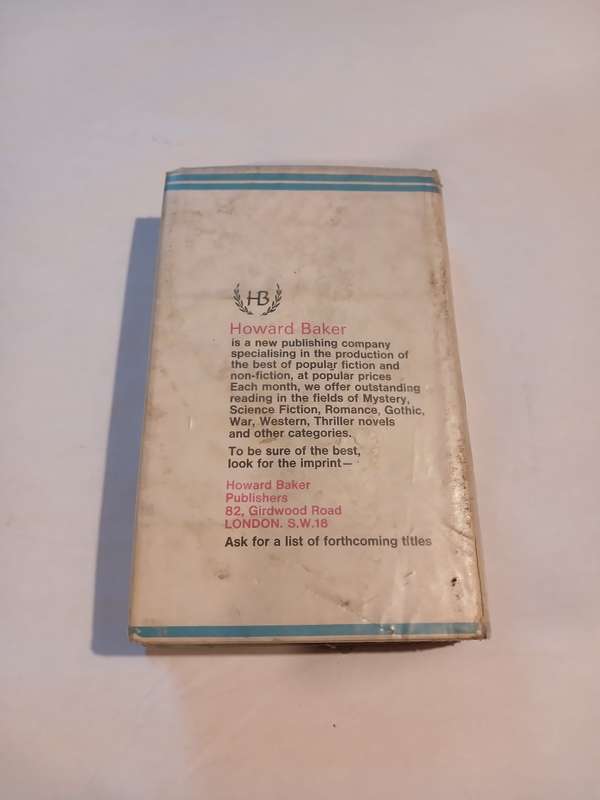 HB
Howard Baker
is a new publishing company
specialising in the production of
the best of popular fiction and
non-fiction, at popular prices
Each month, we offer outstanding
reading in the fields of Mystery,
Science Fiction, Romance, Gothic,
War, Western, Thriller novels
and other categories.
To be sure of the best,
look for the imprint—
Howard Baker
Publishers
82, Girdwood Road
LONDON. S.W.18
Ask for a list of forthcoming titles